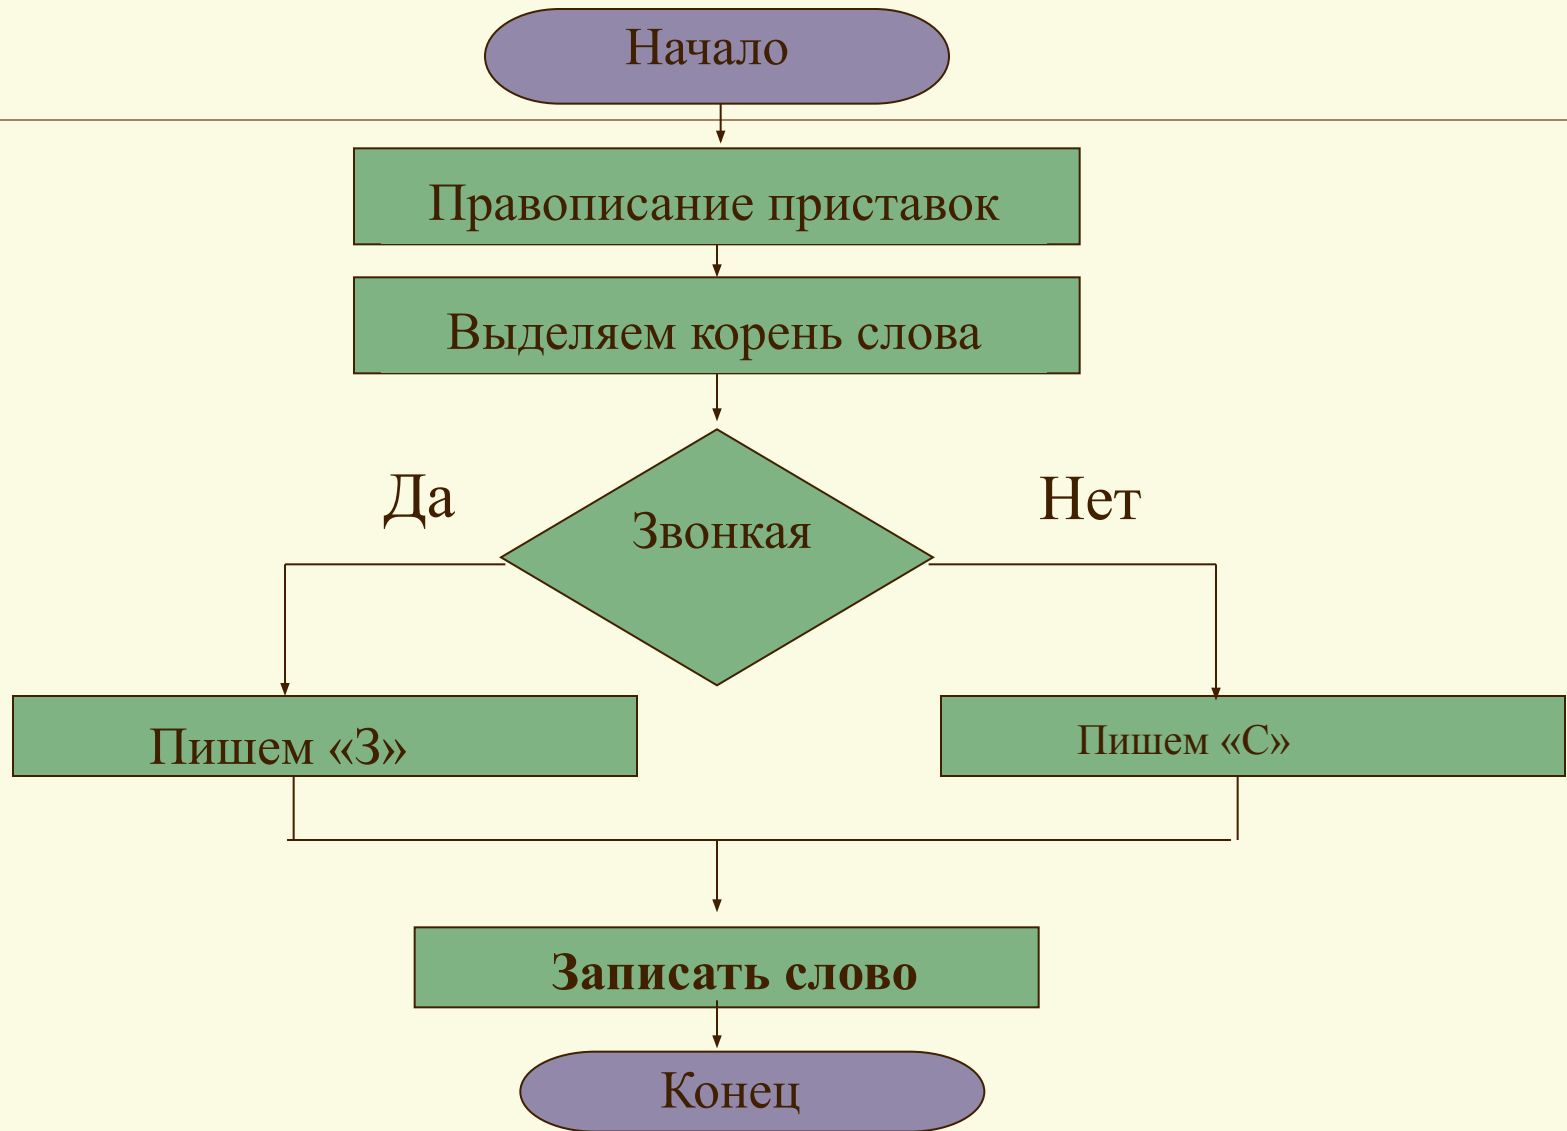 Начало
Правописание приставок
Выделяем корень слова
Да
Звонкая
Нет
Пишем «З»
Пишем «С»
Записать слово
Конец